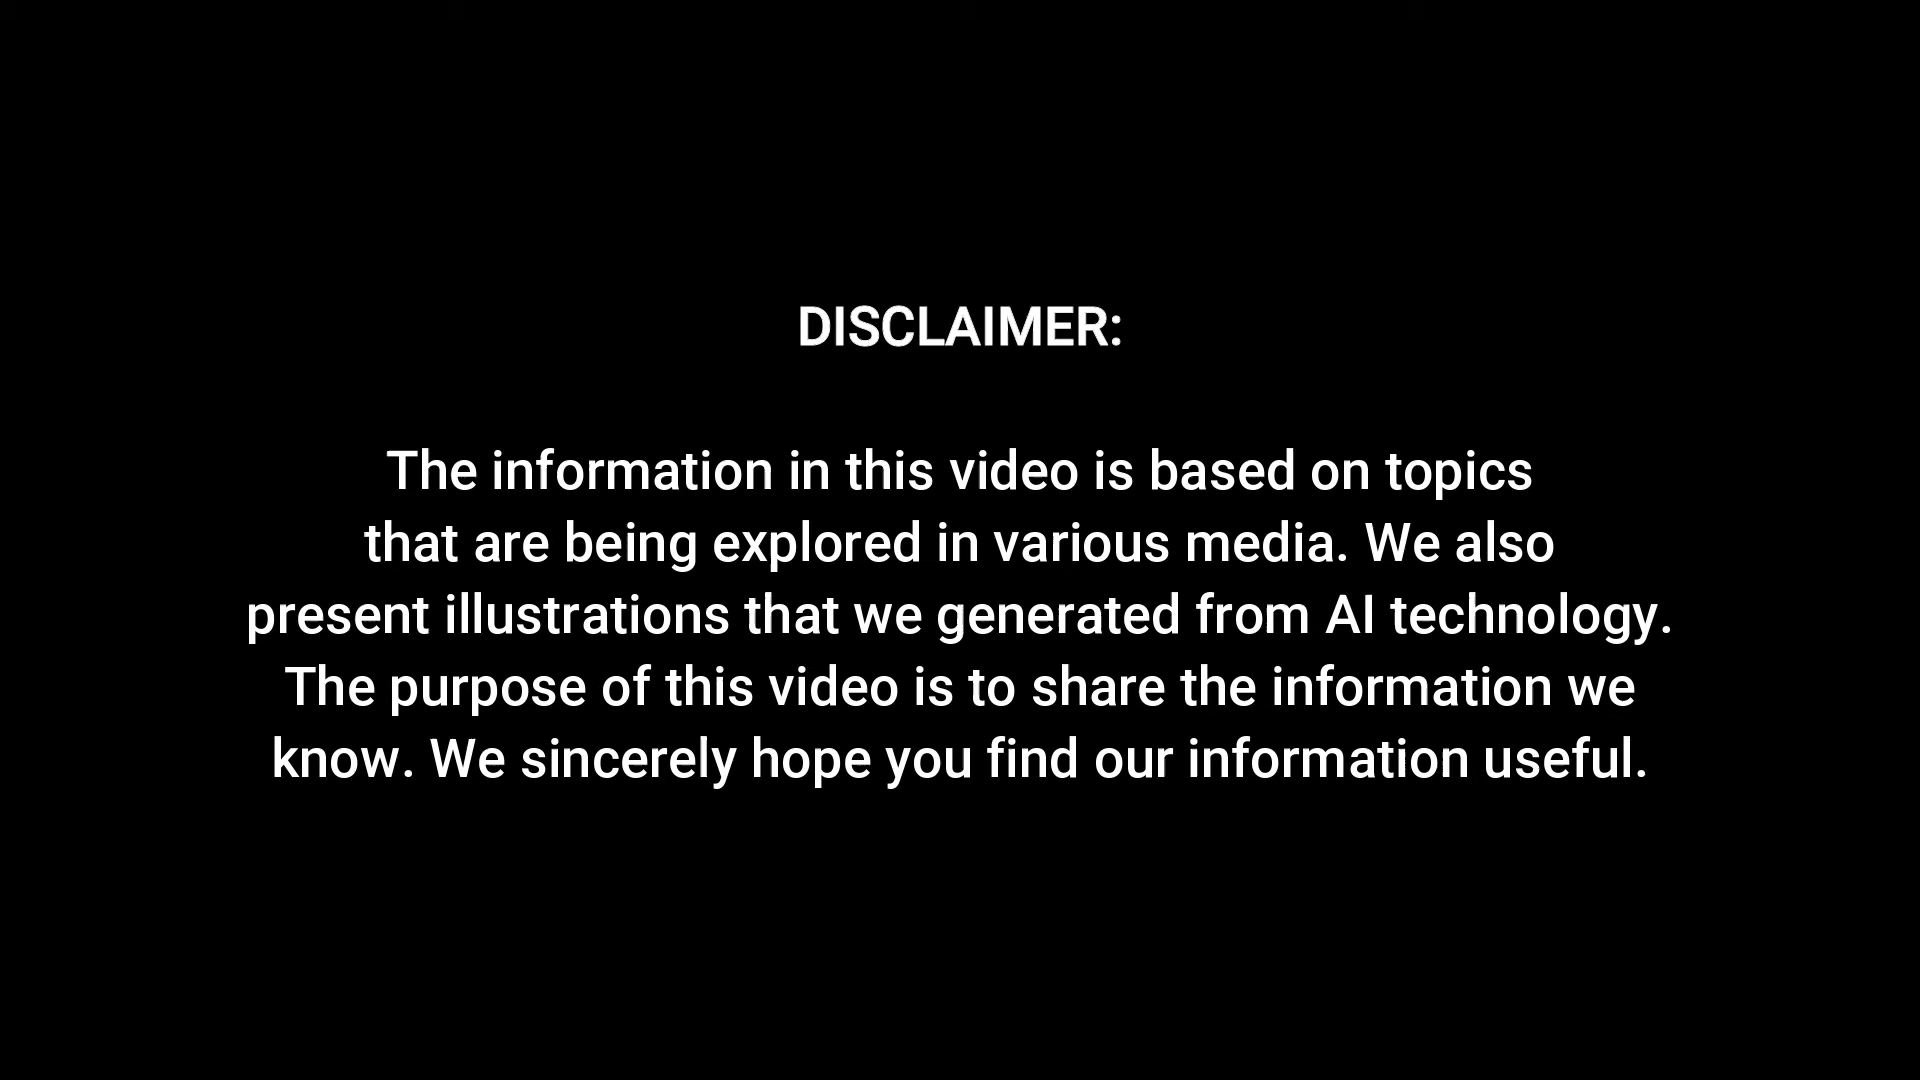 DISCLAIMER:
The information in this video is based on topics
that are being explored in various media. We also
present illustrations that we generated from AI technology.
The purpose of this video is to share the information we
know. We sincerely hope you find our information useful.